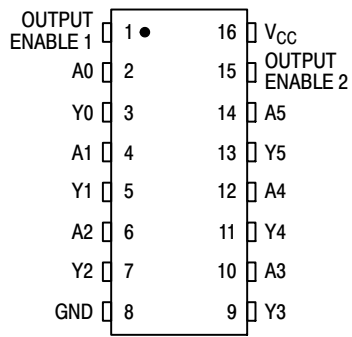 OUTPUT
ENABLE 1 1 16 VCC
A0 2 15 OUTPUT
ENABLE 2
Y0 3 14 A5
A1 4 13 Y5
Y1 5 12 A4
A2 6 11 Y4
Y2 7 10 A3
GND 8 9 Y3